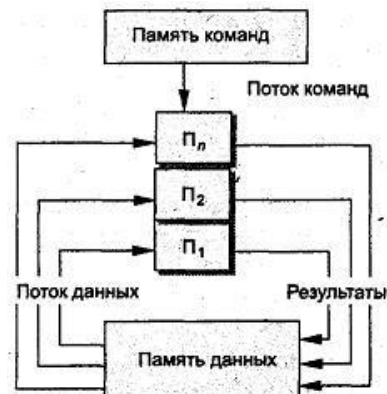 Память команд
Поток команд
Пn
П2
П1
Поток данных
Результаты
Память данных